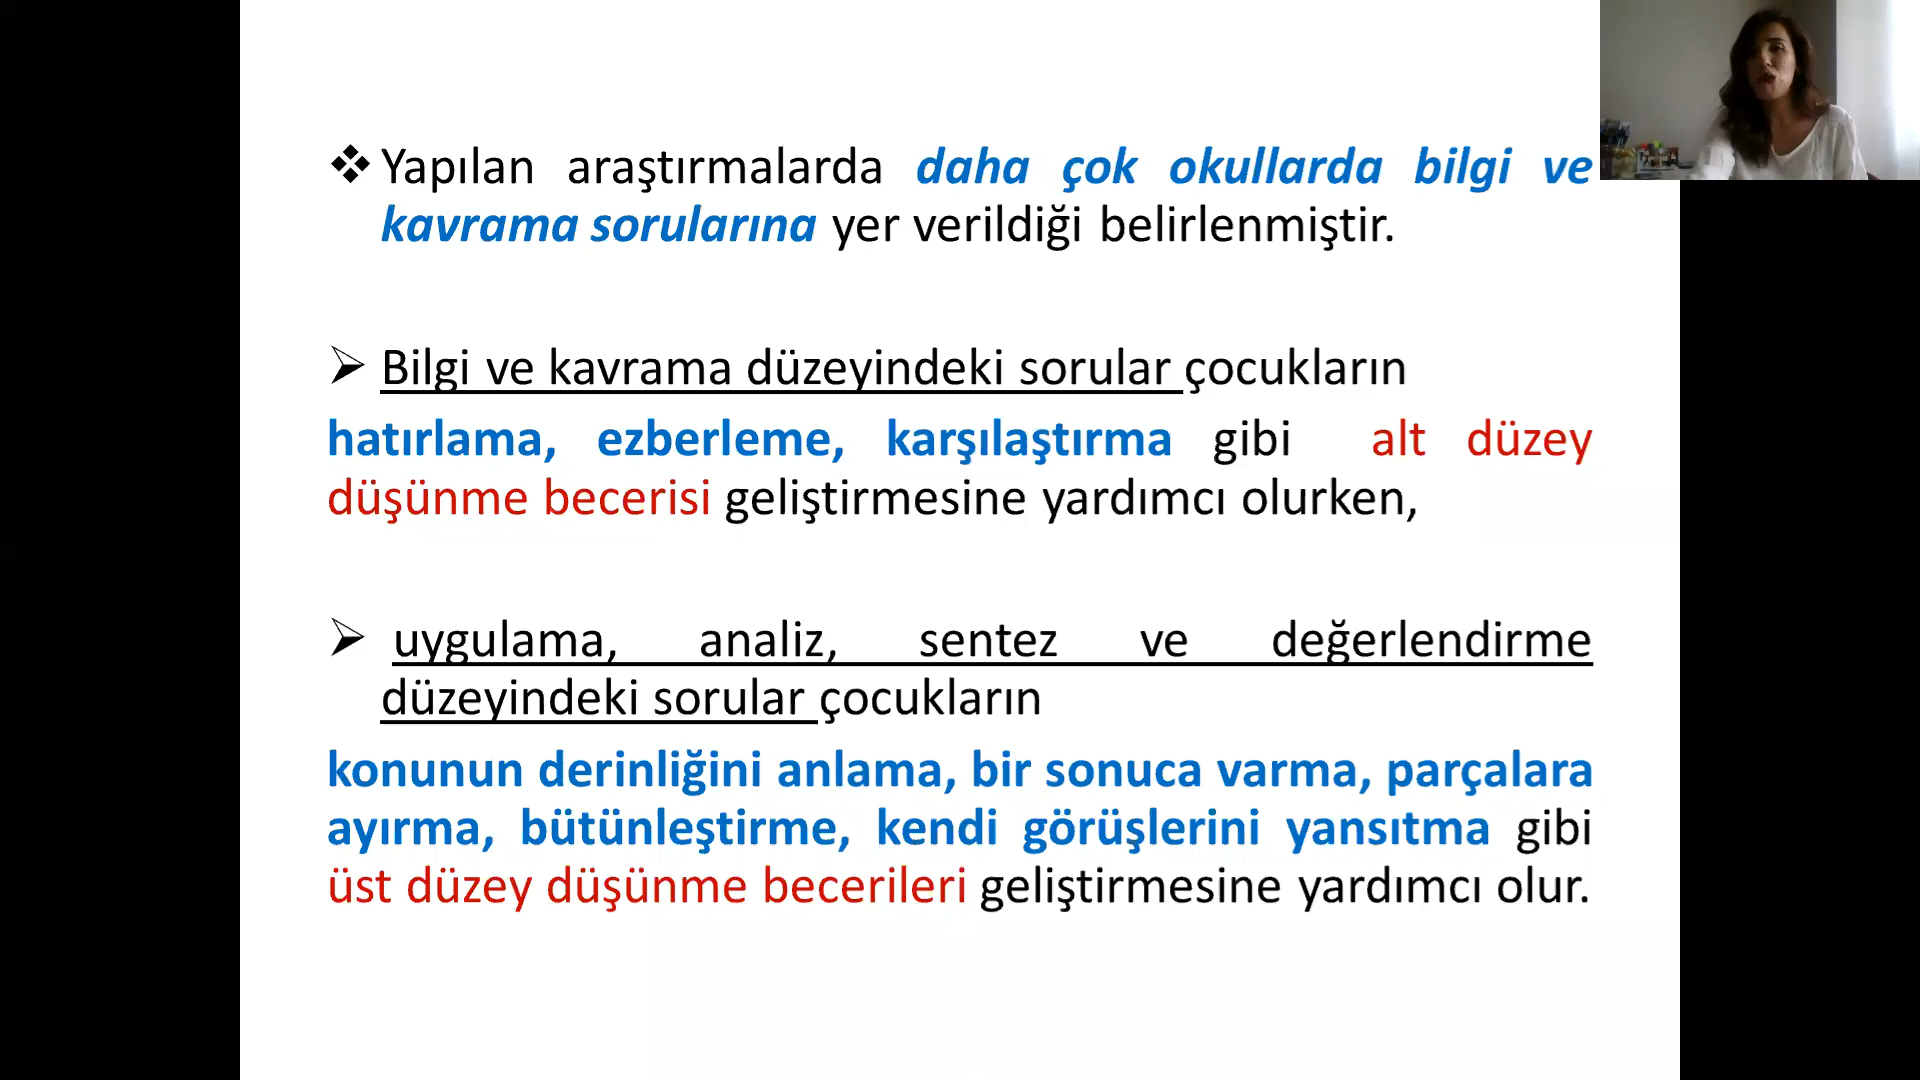 Yapılan araştırmalarda daha çok okullarda bilgi ve
kavrama sorularına yer verildiği belirlenmiştir.
Bilgi ve kavrama düzeyindeki sorular çocukların
hatırlama, ezberleme, karşılaştırma gibi alt düzey
düşünme becerisi geliştirmesine yardımcı olurken,
uygulama, analiz, sentez ve değerlendirme
düzeyindeki sorular çocukların
konunun derinliğini anlama, bir sonuca varma, parçalara
ayırma, bütünleştirme, kendi görüşlerini yansıtma gibi
üst düzey düşünme becerileri geliştirmesine yardımcı olur.